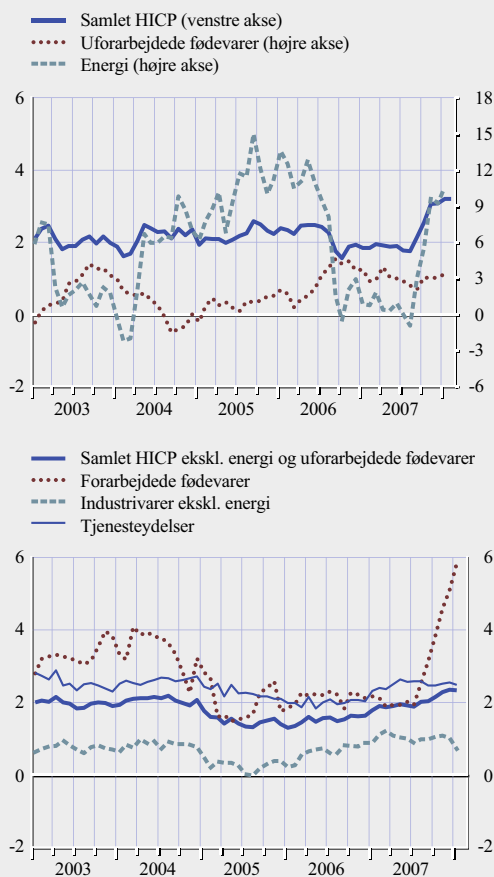 Samlet HICP (venstre akse)
Uforarbejdede fødevarer (højre akse)
Energi (højre akse)
6 18
15
4 12
9
2 6
3
0 0
-3
-2 -6
2003 2004 2005 2006 2007
Samlet HICP ekskl. energi og uforarbejdede fødevarer
Forarbejdede fødevarer
Industrivarer ekskl. energi
Tjenesteydelser
6 6
4 4
2 2
0 0
-2 -2
2003 2004 2005 2006 2007